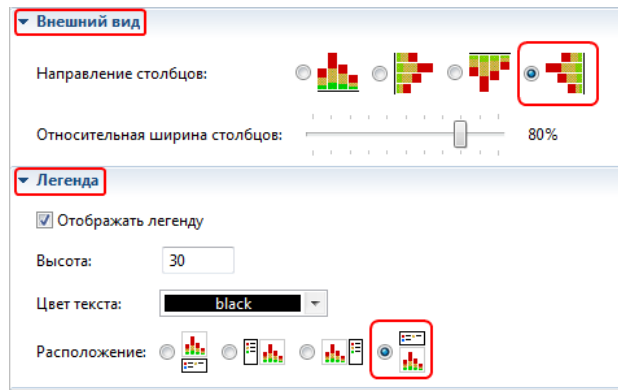 Внешний вид
Направление столбцов:
Относительная ширина столбцов: 80%
Легенда
Отображать легенду
Высота: 30
Цвет текста: black
Расположение: